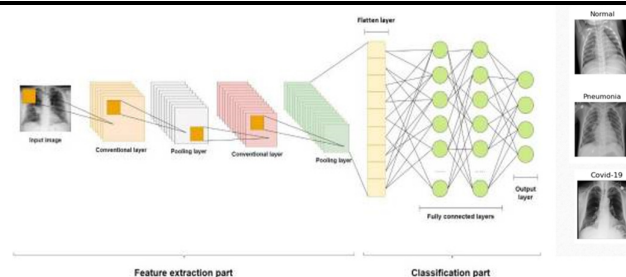 Flatten layer
Input image
Conventional layer
Pooling layer
Conventional layer
Pooling layer
Fully connected layers
Output
layer
Feature extraction part
Classification part
Normal
Pneumonia
Covid-19